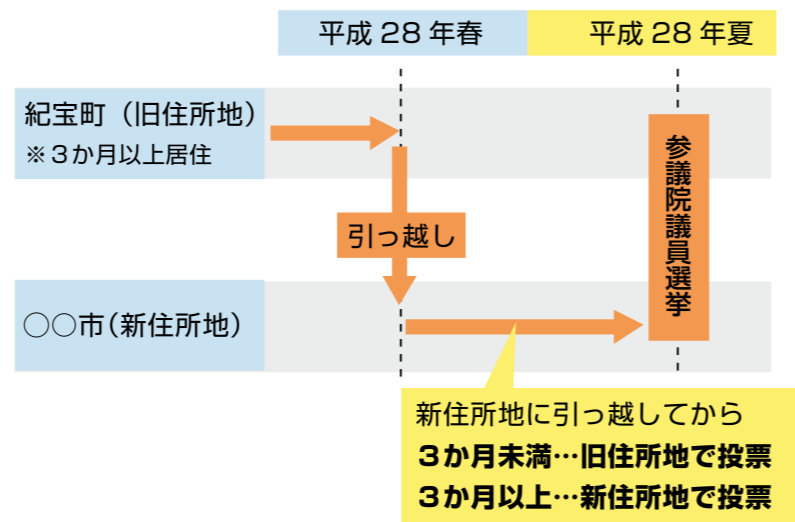 平成 28 年春
平成 28 年夏
紀宝町（旧住所地）
※３か月以上居住
引っ越し
参議院議員選挙
○○市（新住所地）
新住所地に引っ越してから
３か月未満…旧住所地で投票
３か月以上…新住所地で投票